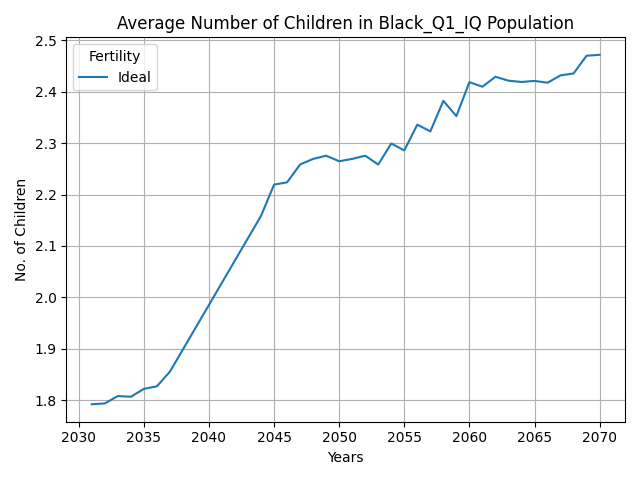 Average Number of Children in Black_Q1_IQ Population
2.5
2.4
2.3
2.2
2.1
2.0
1.9
1.8
No. of Children
Fertility
Ideal
2030 2035 2040 2045 2050 2055 2060 2065 2070
Years